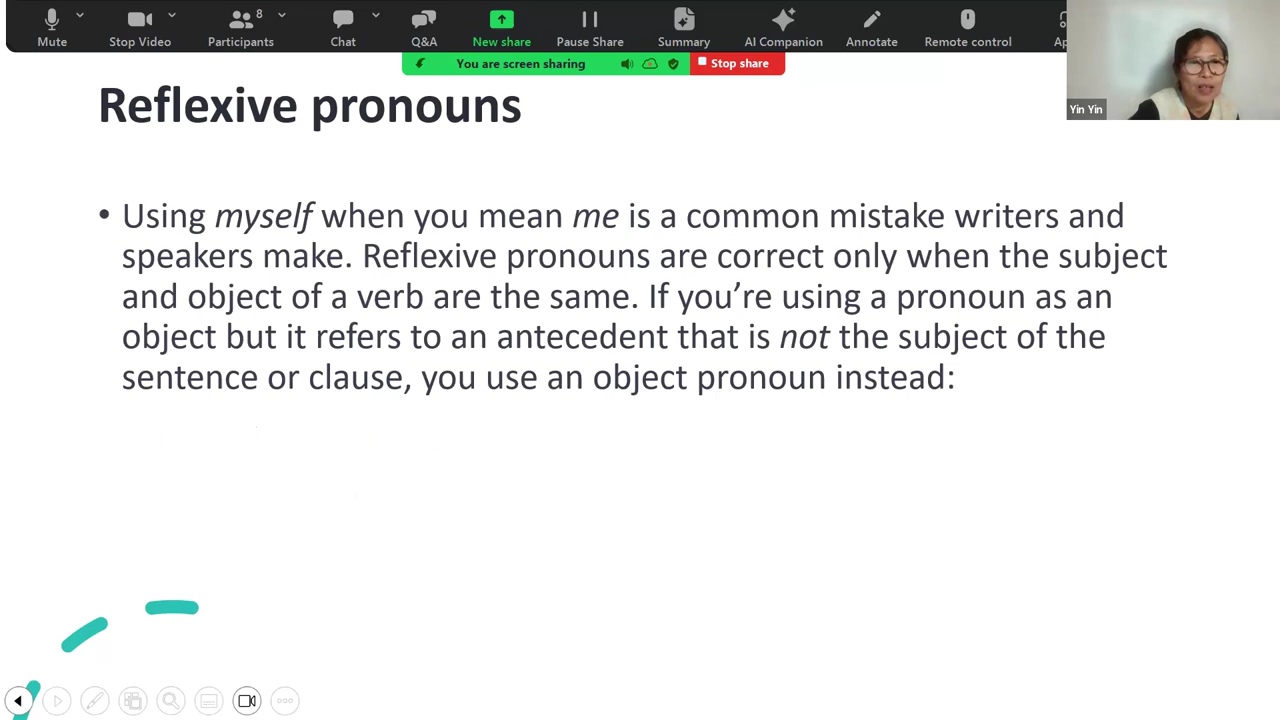 Mute
Stop Video
8
Participants
Chat
Q&A
New share
Pause Share
Summary
AI Companion
Annotate
Remote control
Ap
You are screen sharing
Stop share
Yin Yin
Reflexive pronouns
• Using myself when you mean me is a common mistake writers and
speakers make. Reflexive pronouns are correct only when the subject
and object of a verb are the same. If you’re using a pronoun as an
object but it refers to an antecedent that is not the subject of the
sentence or clause, you use an object pronoun instead: